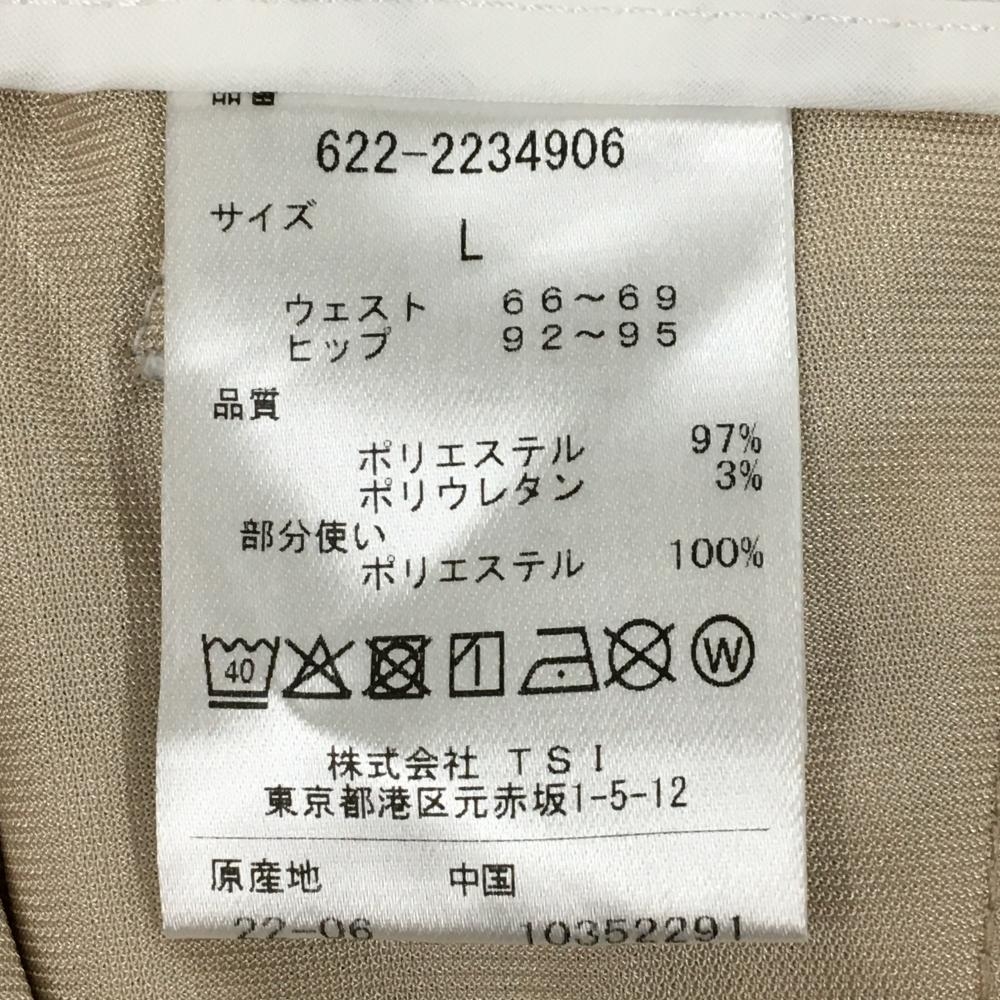 品番
622-2234906
サイズ
L
ウェスト 66～69
ヒップ 92～95
品質
ポリエステル 97%
ポリウレタン 3%
部分使い
ポリエステル 100%
40 W
株式会社 TSI
東京都港区元赤坂1-5-12
原産地 中国
22-06 10352291